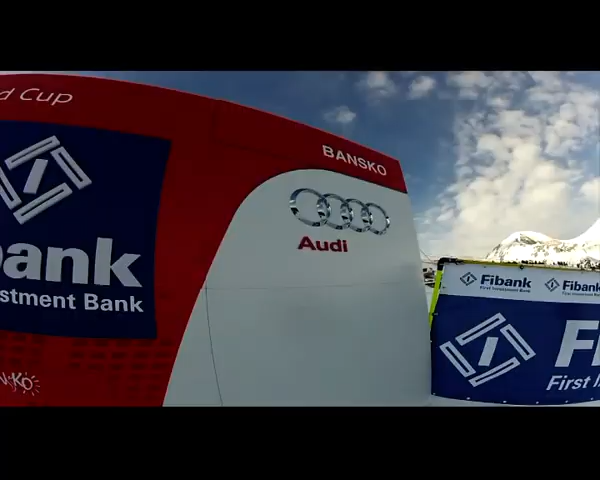 d Cup
BANSKO
Audi
bank
estment Bank
Fibank
First Investment Bank
Fibank
First Investment Bank
Fi
First I